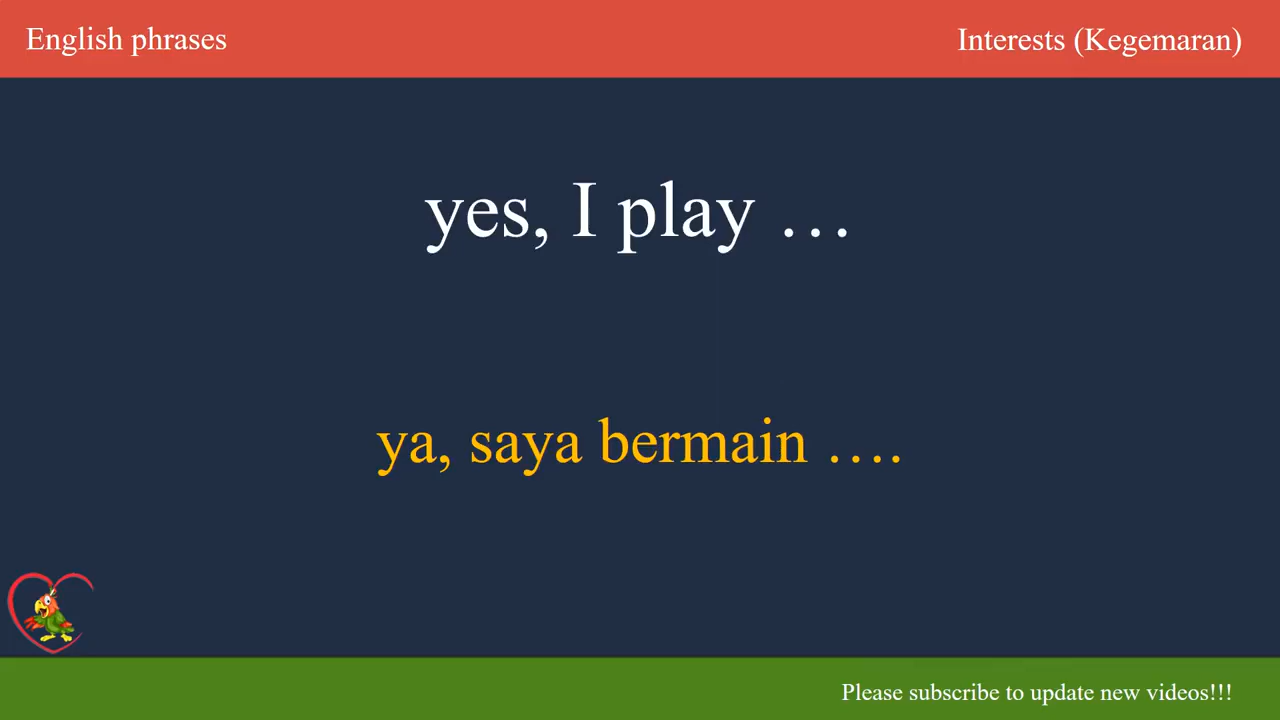 English phrases
Interests (Kegemaran)
yes, I play …
ya, saya bermain ….
Please subscribe to update new videos!!!